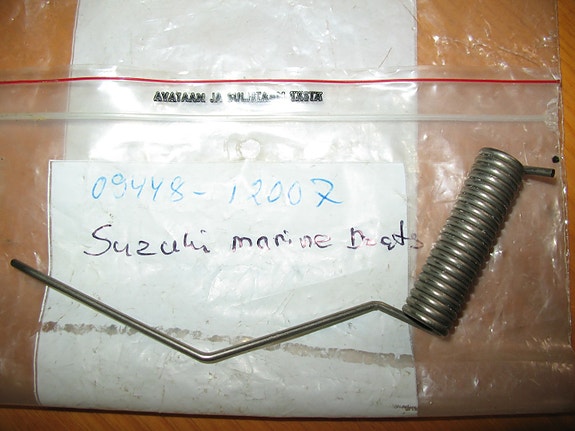 AVATAAN JA SULJETAAN TÄSTÄ
09448-12007
Suzuki marine boats